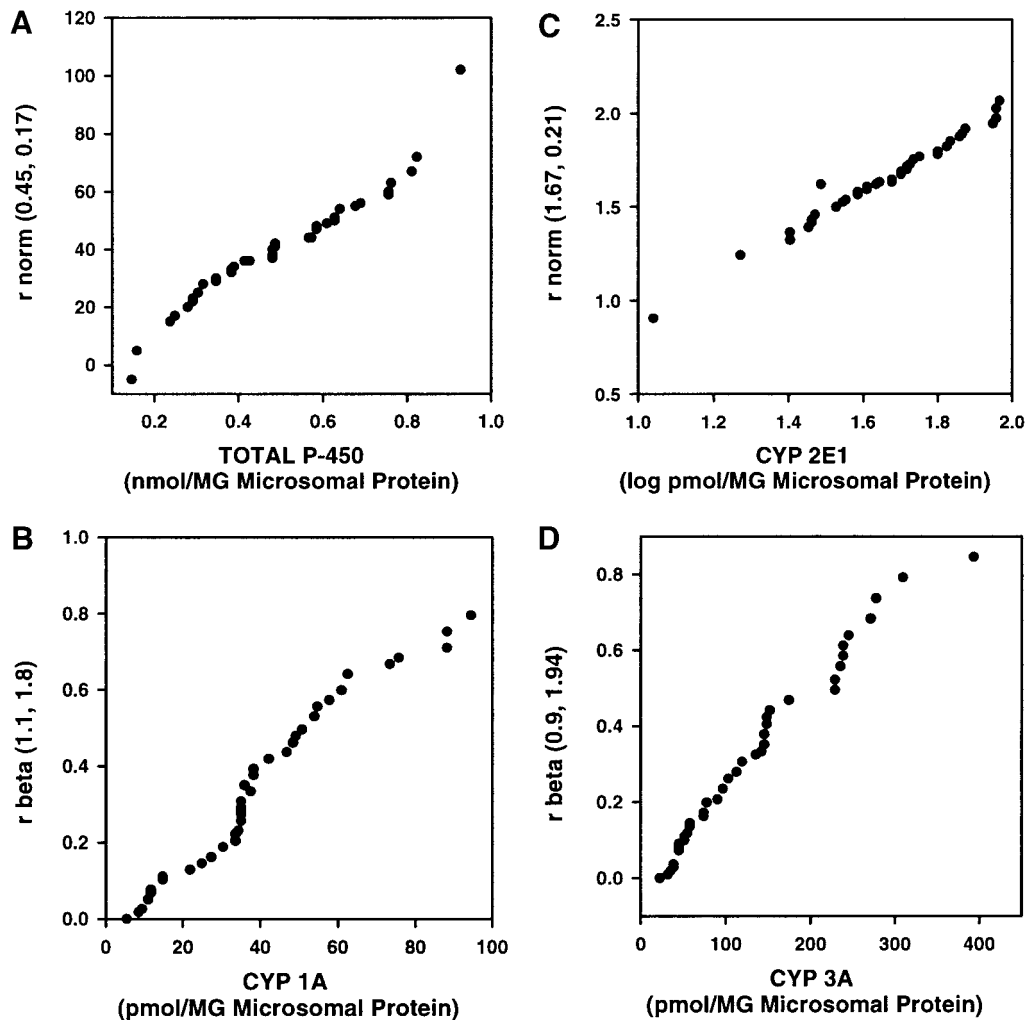 A
120
100
80
60
40
20
0
r norm (0.45, 0.17)
0.2 0.4 0.6 0.8 1.0
TOTAL P-450
(nmol/MG Microsomal Protein)
C
2.5
2.0
1.5
1.0
0.5
r norm (1.67, 0.21)
1.0 1.2 1.4 1.6 1.8 2.0
CYP 2E1
(log pmol/MG Microsomal Protein)
B
1.0
0.8
0.6
0.4
0.2
0.0
r beta (1.1, 1.8)
0 20 40 60 80 100
CYP 1A
(pmol/MG Microsomal Protein)
D
0.8
0.6
0.4
0.2
0.0
r beta (0.9, 1.94)
0 100 200 300 400
CYP 3A
(pmol/MG Microsomal Protein)